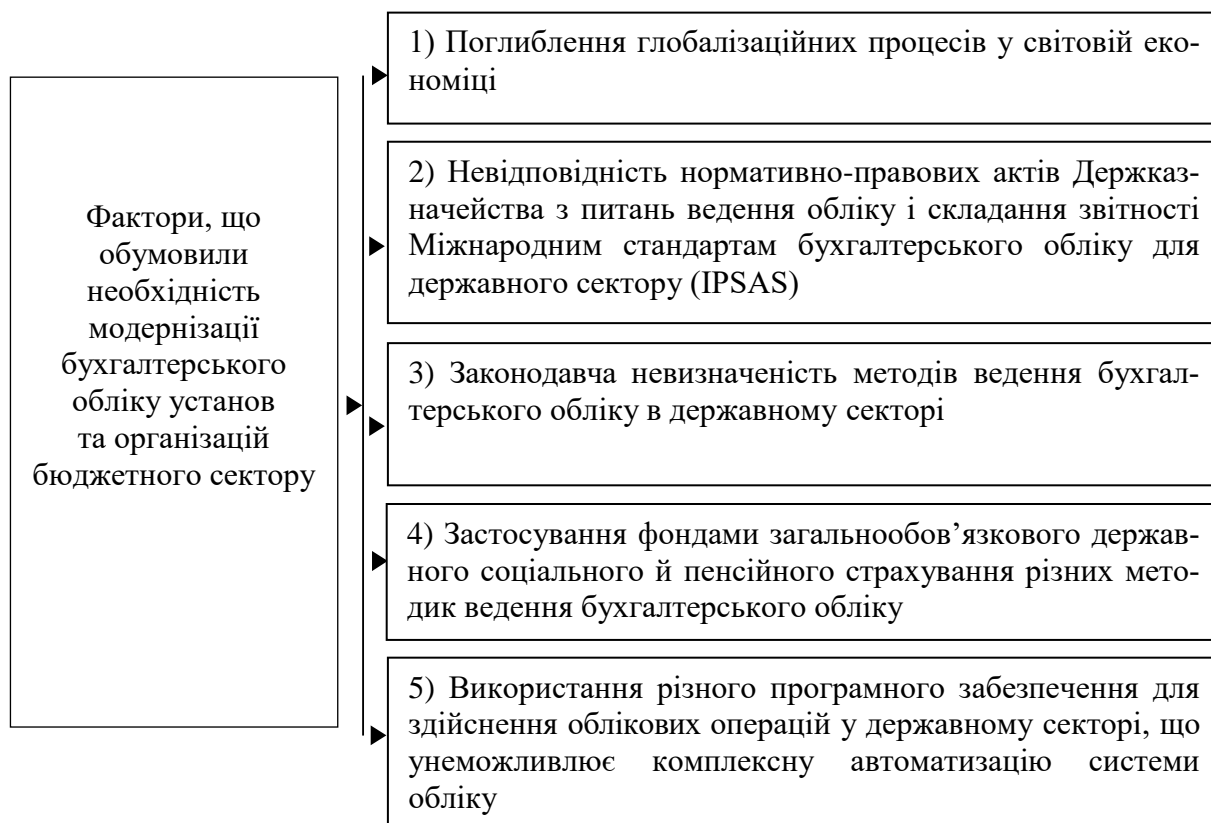 Фактори, що
обумовили
необхідність
модернізації
бухгалтерського
обліку установ
та організацій
бюджетного сектору
1) Поглиблення глобалізаційних процесів у світовій еко-
номіці
2) Невідповідність нормативно-правових актів Держказ-
начейства з питань ведення обліку і складання звітності
Міжнародним стандартам бухгалтерського обліку для
державного сектору (IPSAS)
3) Законодавча невизначеність методів ведення бухгал-
терського обліку в державному секторі
4) Застосування фондами загальнообов’язкового держав-
ного соціального й пенсійного страхування різних мето-
дик ведення бухгалтерського обліку
5) Використання різного програмного забезпечення для
здійснення облікових операцій у державному секторі, що
унеможливлює комплексну автоматизацію системи
обліку